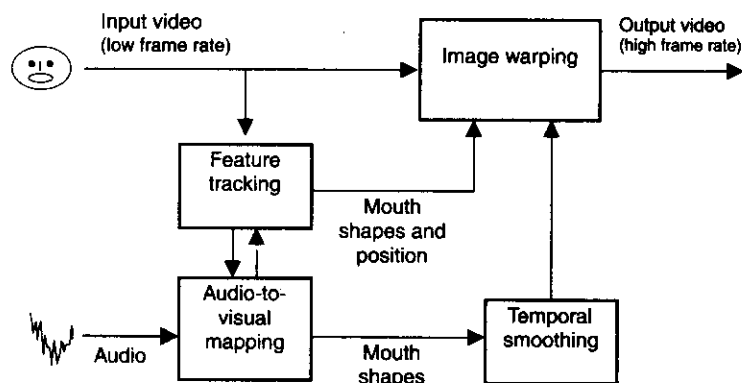 Input video
(low frame rate)
Output video
(high frame rate)
Image warping
Feature
tracking
Mouth
shapes and
position
Audio-to-
visual
mapping
Temporal
smoothing
Audio
Mouth
shapes